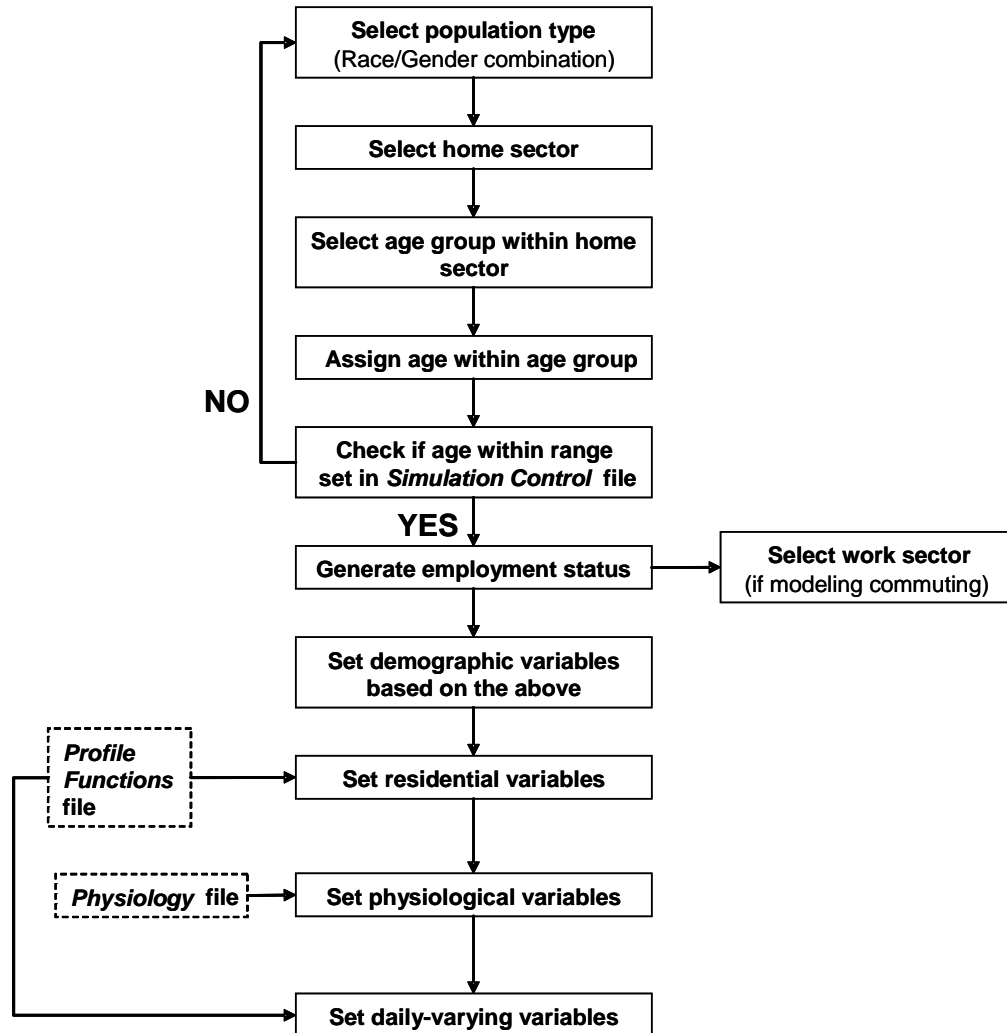 Select population type
(Race/Gender combination)
Select home sector
Select age group within home
sector
Assign age within age group
NO
Check if age within range
set in Simulation Control file
YES
Generate employment status
Select work sector
(if modeling commuting)
Set demographic variables
based on the above
Profile
Functions
file
Set residential variables
Physiology file
Set physiological variables
Set daily-varying variables